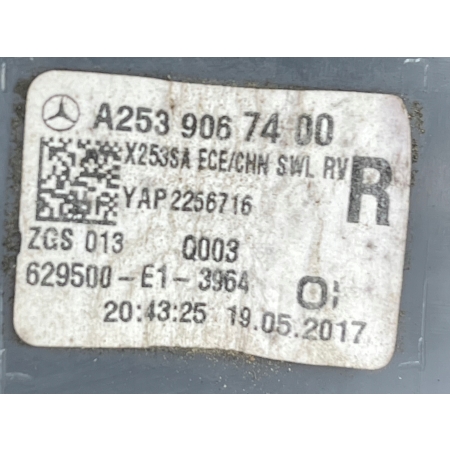 A253 906 74 00
X253SA ECE/CHN SWL RV
R
YAP 2256716
ZGS 013 Q003
629500-E1-3964
20:43:25 19.05.2017